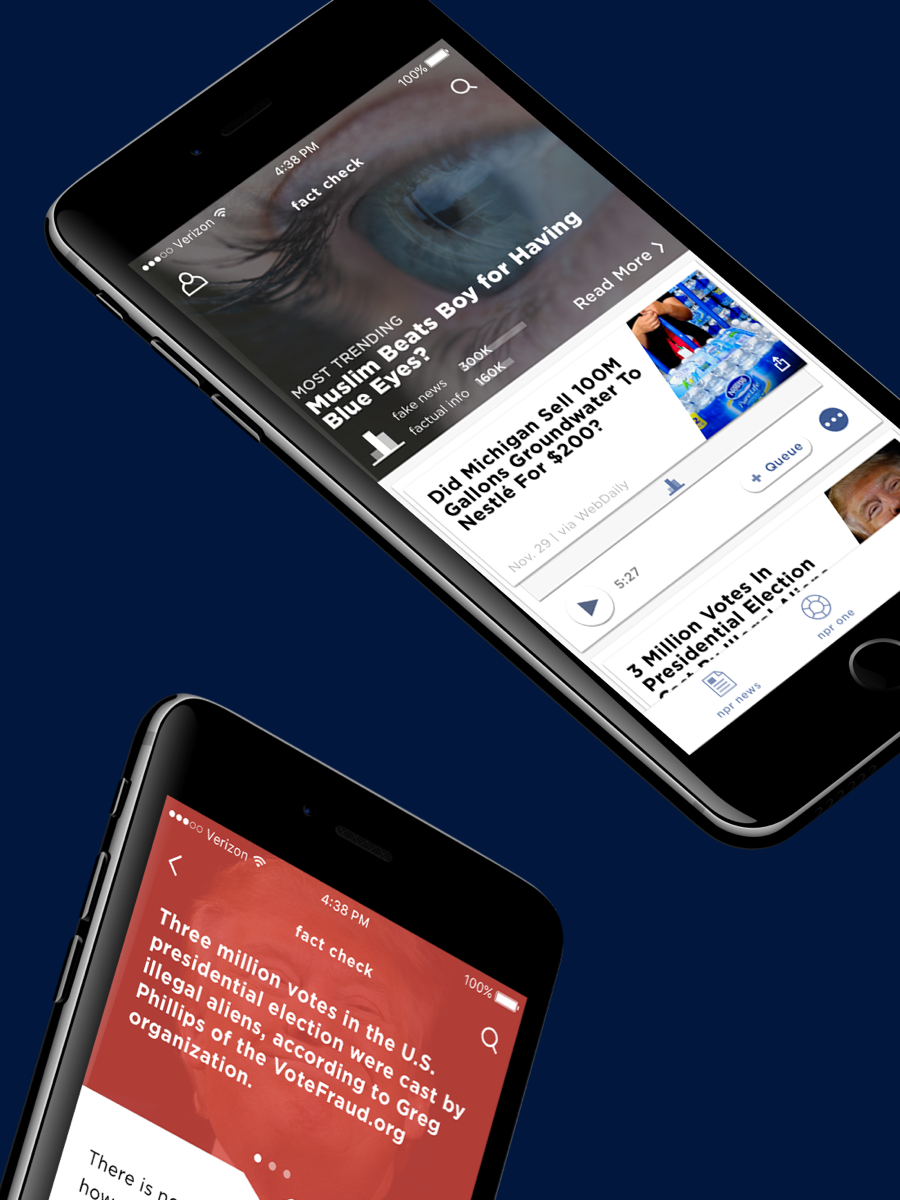 ●●●○○ Verizon 4:38 PM 100%
fact check
MOST TRENDING
Muslim Beats Boy for Having
Blue Eyes?
fake news 300K
factual info 160K
Read More
Did Michigan Sell 100M
Gallons Groundwater To
Nestlé For $200?
Nov. 29 | via WebDaily
Nestlé
Pure Life
+ Queue
5:27
3 Million Votes In
Presidential Election
Cast By Illegal Aliens
npr news
npr one
●●●○○ Verizon 4:38 PM 100%
fact check
Three million votes in the U.S.
presidential election were cast by
illegal aliens, according to Greg
Phillips of the VoteFraud.org
organization.
There is
how